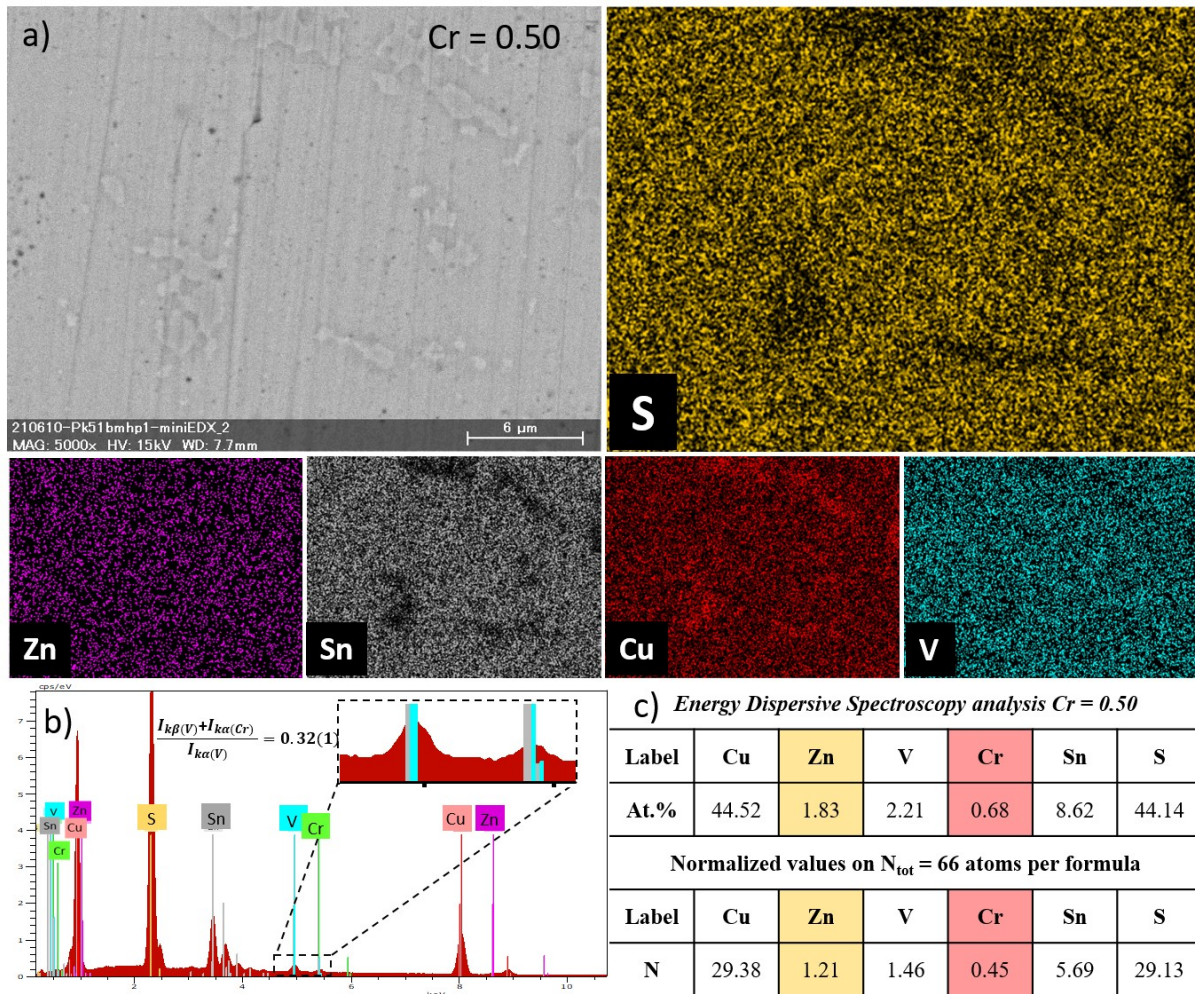 a)
Cr = 0.50
210610-Pk51bmhp1-miniEDX_2
MAG: 5000x HV: 15kV WD: 7.7mm
6 µm
S
Zn
Sn
Cu
V
b)
cps/eV
I_kβ(V)+I_kα(Cr)
I_kα(V)
= 0.32(1)
7
6
5
4
3
2
1
0
V
Sn
Cr
Zn
Cu
S
Sn
V
Cr
Cu
Zn
2 4 6 8 10
c) Energy Dispersive Spectroscopy analysis Cr = 0.50
Label Cu Zn V Cr Sn S
At.% 44.52 1.83 2.21 0.68 8.62 44.14
Normalized values on Ntot = 66 atoms per formula
Label Cu Zn V Cr Sn S
N 29.38 1.21 1.46 0.45 5.69 29.13